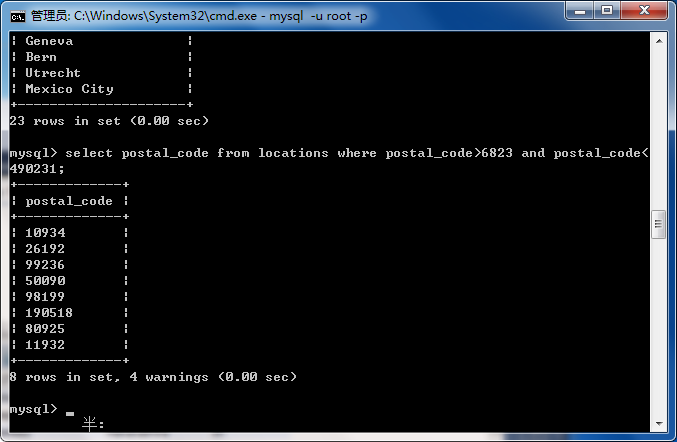 管理员: C:\Windows\System32\cmd.exe - mysql  -u root -p
| Geneva |
| Bern |
| Utrecht |
| Mexico City |
+---------------------+
23 rows in set (0.00 sec)
mysql> select postal_code from locations where postal_code>6823 and postal_code<
490231;
+-------------+
| postal_code |
+-------------+
| 10934       |
| 26192       |
| 99236       |
| 50090       |
| 98199       |
| 190518      |
| 80925       |
| 11932       |
+-------------+
8 rows in set, 4 warnings (0.00 sec)
mysql> _
半: